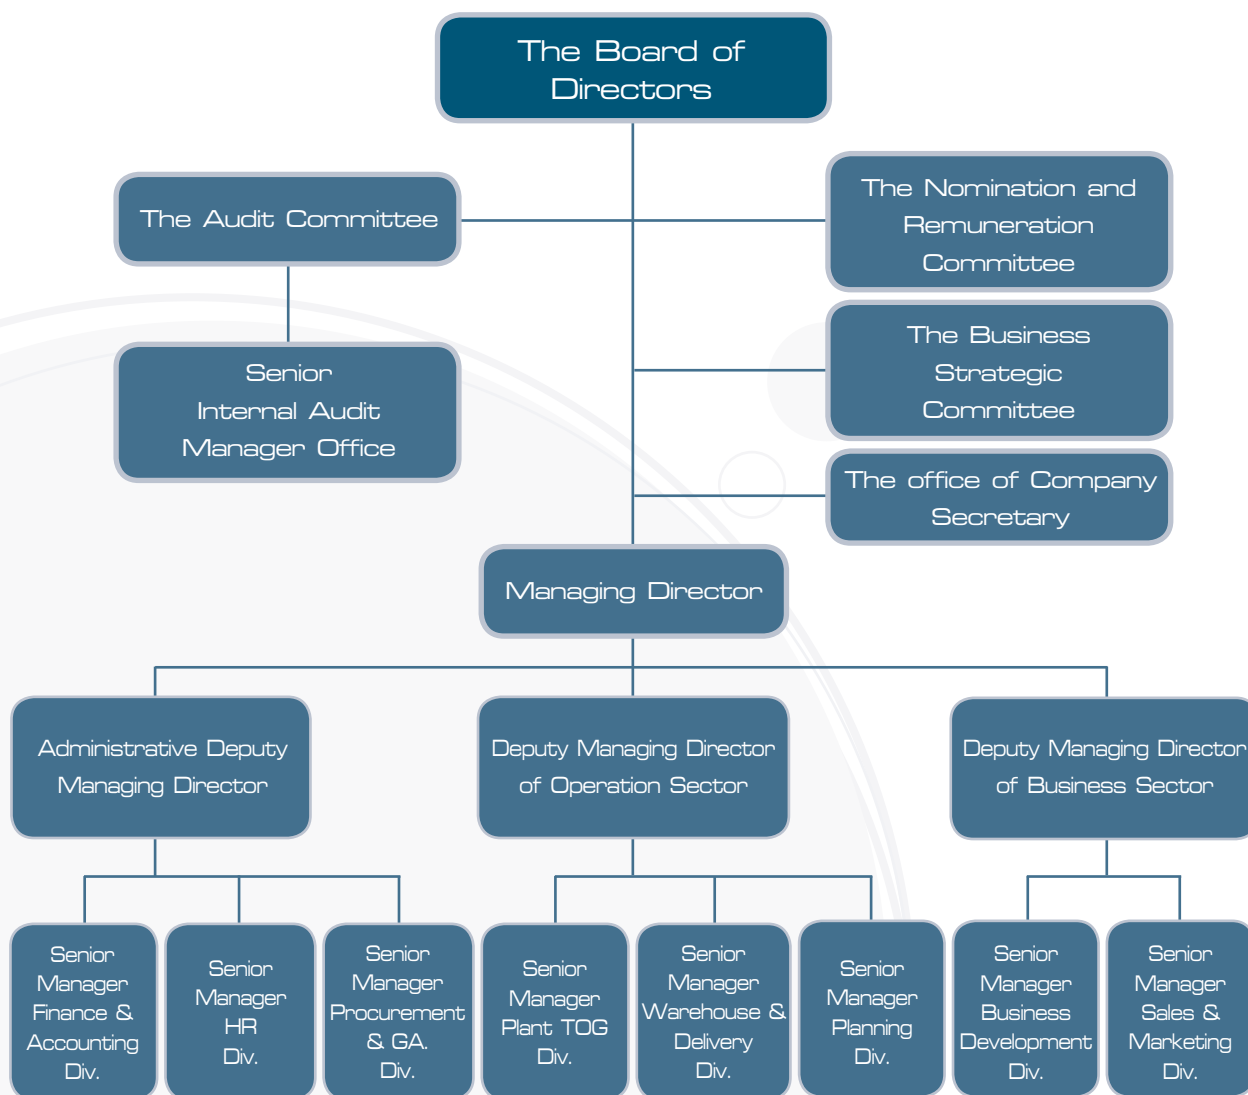 The Board of
Directors
The Audit Committee
The Nomination and
Remuneration
Committee
The Business
Strategic
Committee
Senior
Internal Audit
Manager Office
The office of Company
Secretary
Managing Director
Administrative Deputy
Managing Director
Deputy Managing Director
of Operation Sector
Deputy Managing Director
of Business Sector
Senior
Manager
Finance &
Accounting
Div.
Senior
Manager
HR
Div.
Senior
Manager
Procurement
& GA.
Div.
Senior
Manager
Plant TOG
Div.
Senior
Manager
Warehouse &
Delivery
Div.
Senior
Manager
Planning
Div.
Senior
Manager
Business
Development
Div.
Senior
Manager
Sales &
Marketing
Div.